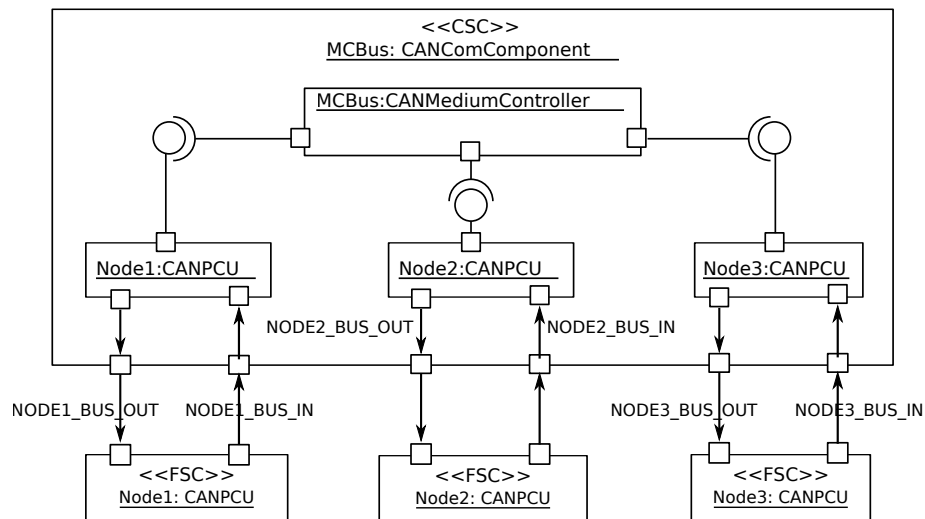 <<CSC>>
MCBus: CANComComponent
MCBus:CANMediumController
Node1:CANPCU
Node2:CANPCU
Node3:CANPCU
NODE2_BUS_OUT
NODE2_BUS_IN
NODE1_BUS_OUT
NODE1_BUS_IN
NODE3_BUS_OUT
NODE3_BUS_IN
<<FSC>>
Node1: CANPCU
<<FSC>>
Node2: CANPCU
<<FSC>>
Node3: CANPCU